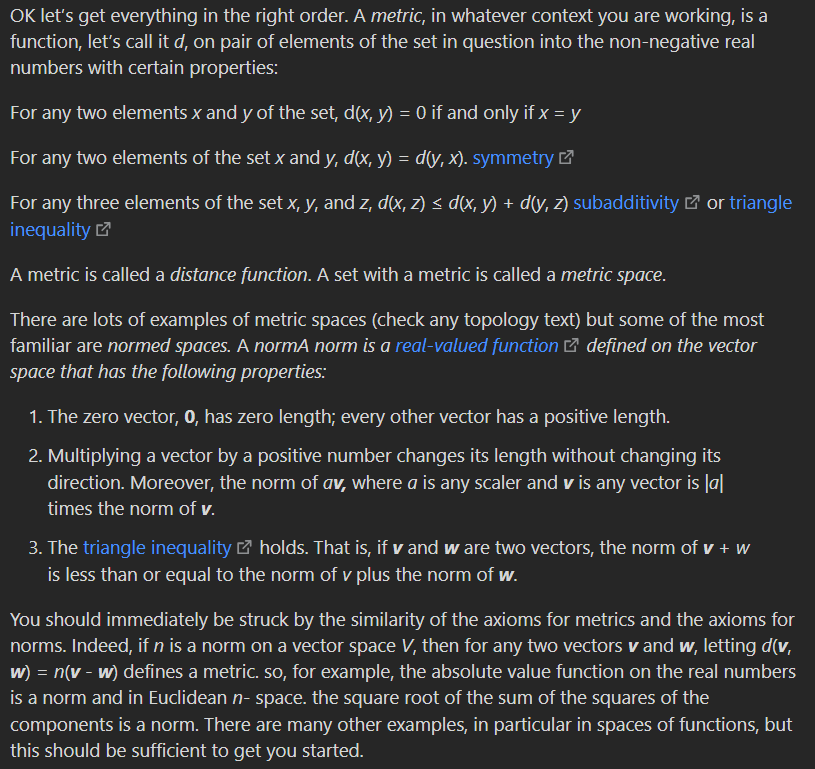 OK let's get everything in the right order. A metric, in whatever context you are working, is a
function, let's call it d, on pair of elements of the set in question into the non-negative real
numbers with certain properties:
For any two elements x and y of the set, d(x, y) = 0 if and only if x = y
For any two elements of the set x and y, d(x, y) = d(y, x). symmetry
For any three elements of the set x, y, and z, d(x, z) ≤ d(x, y) + d(y, z) subadditivity or triangle
inequality
A metric is called a distance function. A set with a metric is called a metric space.
There are lots of examples of metric spaces (check any topology text) but some of the most
familiar are normed spaces. A normA norm is a real-valued function defined on the vector
space that has the following properties:
1. The zero vector, 0, has zero length; every other vector has a positive length.
2. Multiplying a vector by a positive number changes its length without changing its
direction. Moreover, the norm of av, where a is any scaler and v is any vector is |a|
times the norm of v.
3. The triangle inequality holds. That is, if v and w are two vectors, the norm of v + w
is less than or equal to the norm of v plus the norm of w.
You should immediately be struck by the similarity of the axioms for metrics and the axioms for
norms. Indeed, if n is a norm on a vector space V, then for any two vectors v and w, letting d(v,
w) = n(v - w) defines a metric. so, for example, the absolute value function on the real numbers
is a norm and in Euclidean n- space. the square root of the sum of the squares of the
components is a norm. There are many other examples, in particular in spaces of functions, but
this should be sufficient to get you started.